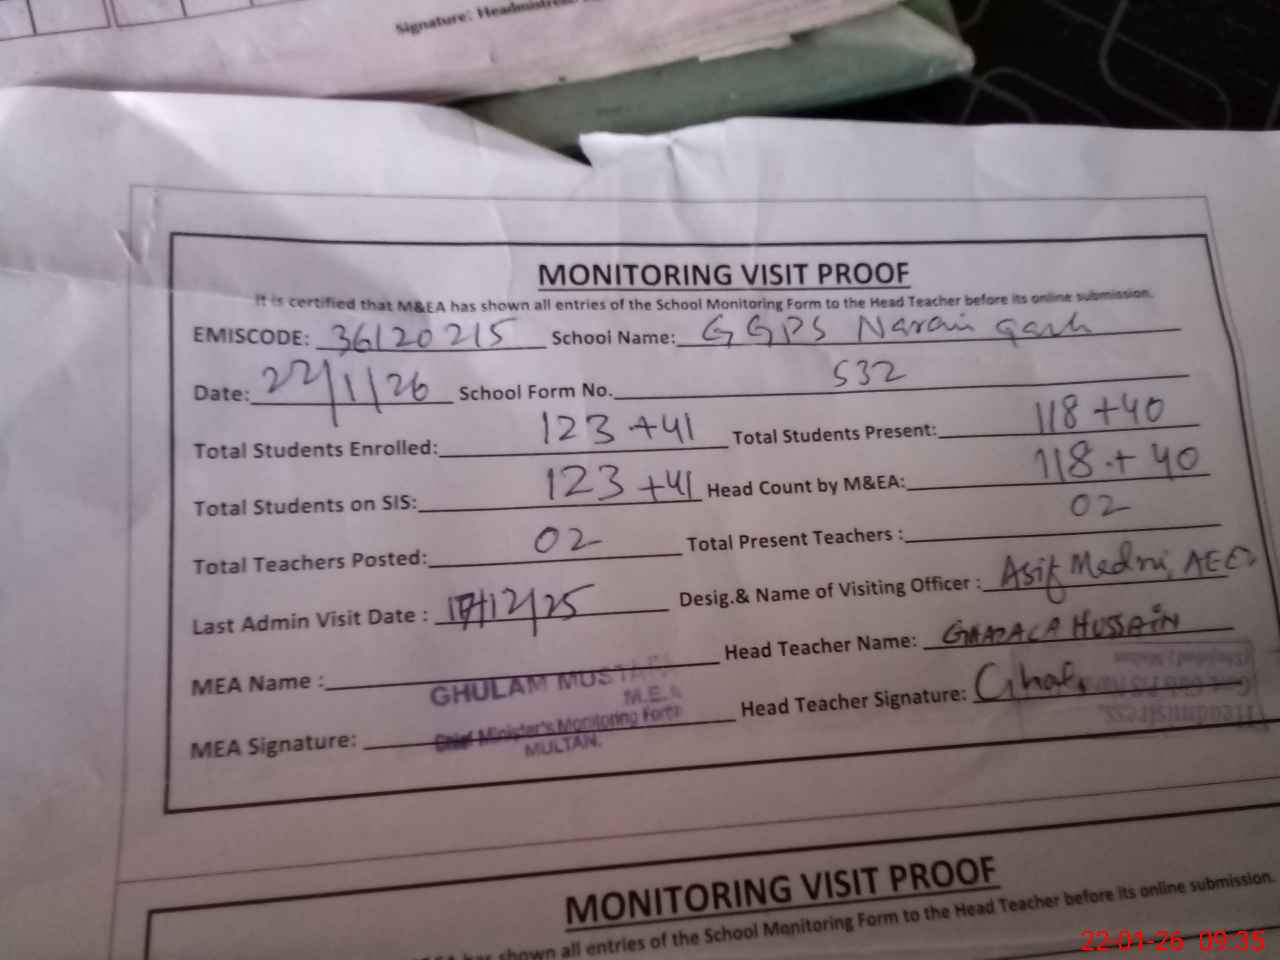 Signature: Headmistress
MONITORING VISIT PROOF
It is certified that M&EA has shown all entries of the School Monitoring Form to the Head Teacher before its online submission.
EMISCODE: 36120215 School Name: GGPS Narain garh
Date: 22/1/26 School Form No. 532
Total Students Enrolled: 123+41 Total Students Present: 118+40
Total Students on SIS: 123+41 Head Count by M&EA: 118+40
Total Teachers Posted: 02 Total Present Teachers : 02
Last Admin Visit Date : 17/12/25 Desig.& Name of Visiting Officer : Asif Medni, AEO
MEA Name : GHULAM MUSTAFA Head Teacher Name: GHAZALA HUSSAIN
M.E.A
MEA Signature: Chief Minister's Monitoring Force Head Teacher Signature:
MULTAN.
Headmistress
MONITORING VISIT PROOF
has shown all entries of the School Monitoring Form to the Head Teacher before its online submission.
22-01-26 09:35